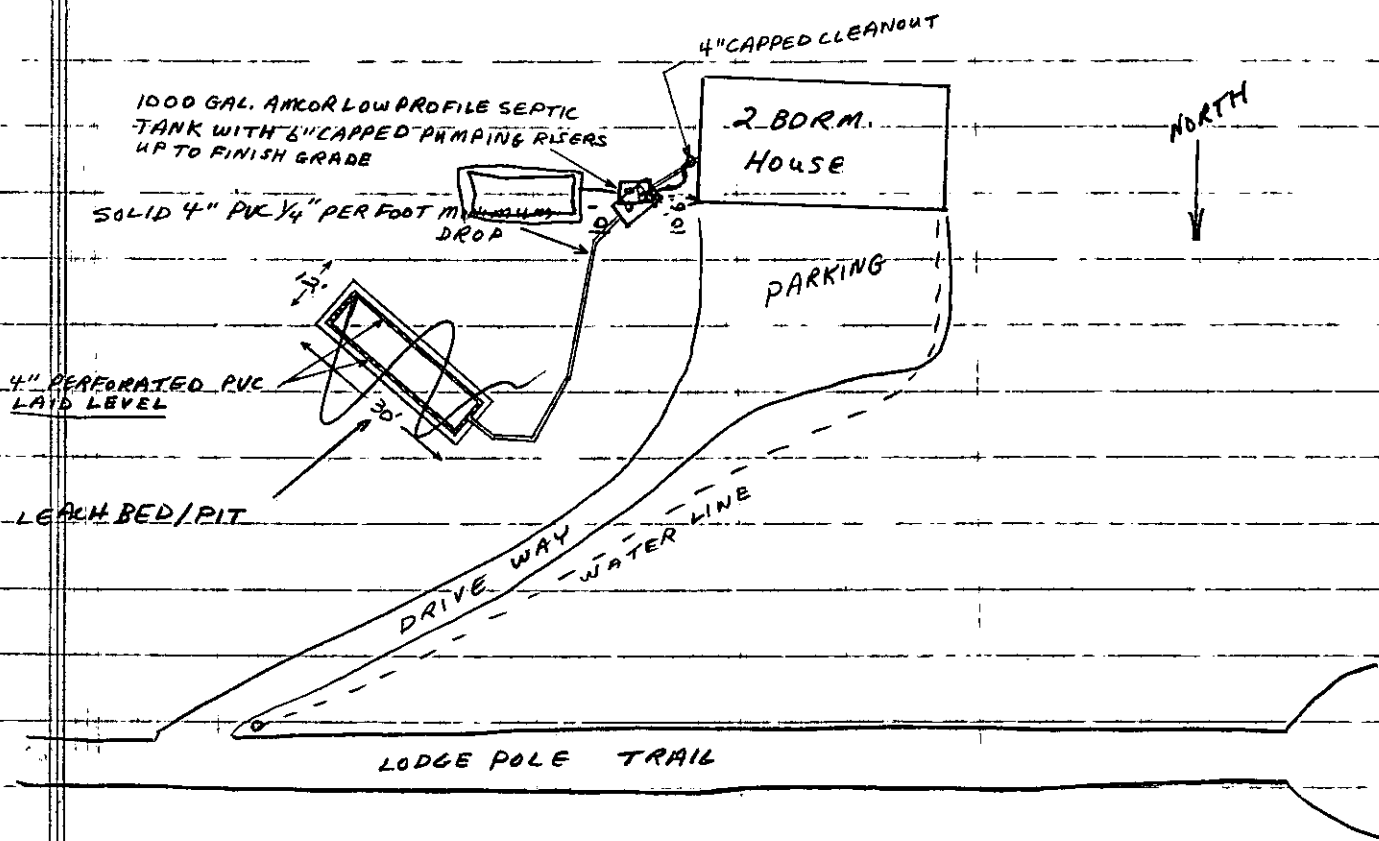 4" CAPPED CLEANOUT
1000 GAL. AMCOR LOW PROFILE SEPTIC
TANK WITH 6" CAPPED PUMPING RISERS
UP TO FINISH GRADE
2 BDRM.
HOUSE
NORTH
SOLID 4" PVC 1/4" PER FOOT MINIMUM
DROP
PARKING
12'
4" PERFORATED PVC
LAID LEVEL
30'
LEACH BED/PIT
DRIVE WAY
WATER LINE
LODGE POLE TRAIL